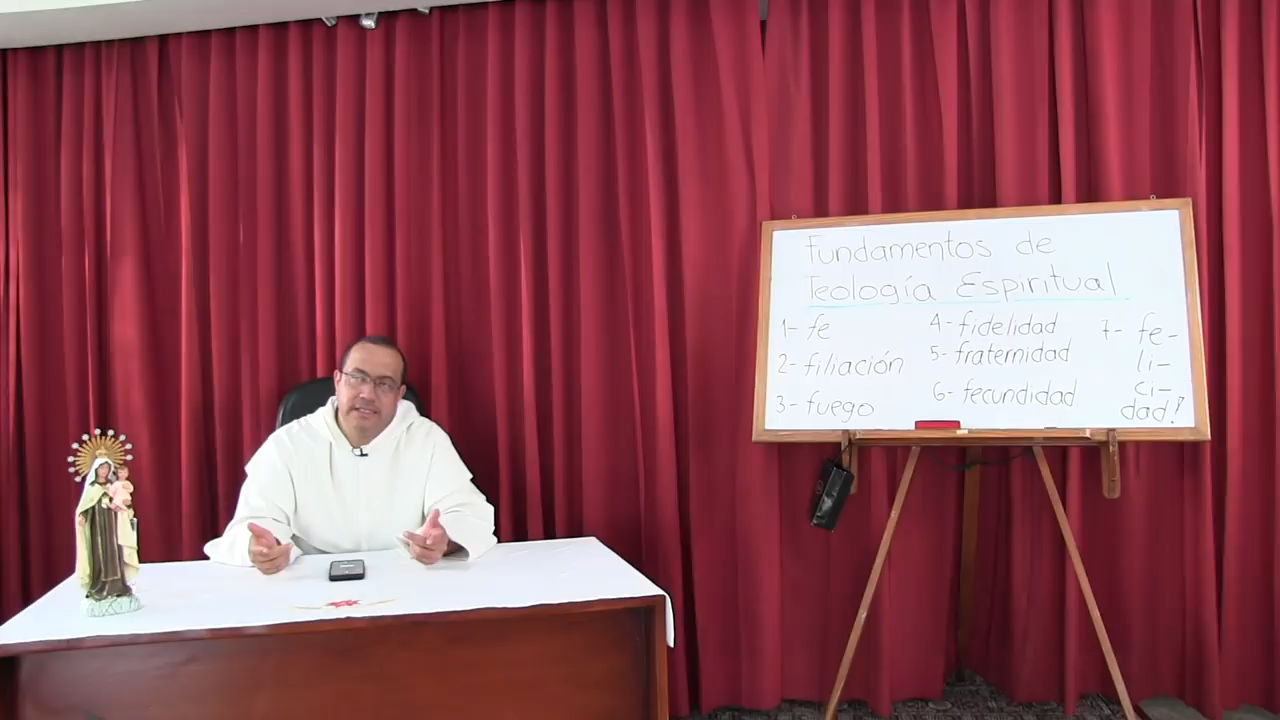 Fundamentos de
Teología Espiritual
1- fe
2- filiación
3- fuego
4- fidelidad
5- fraternidad
6- fecundidad
7- fe-
li-
ci-
dad!